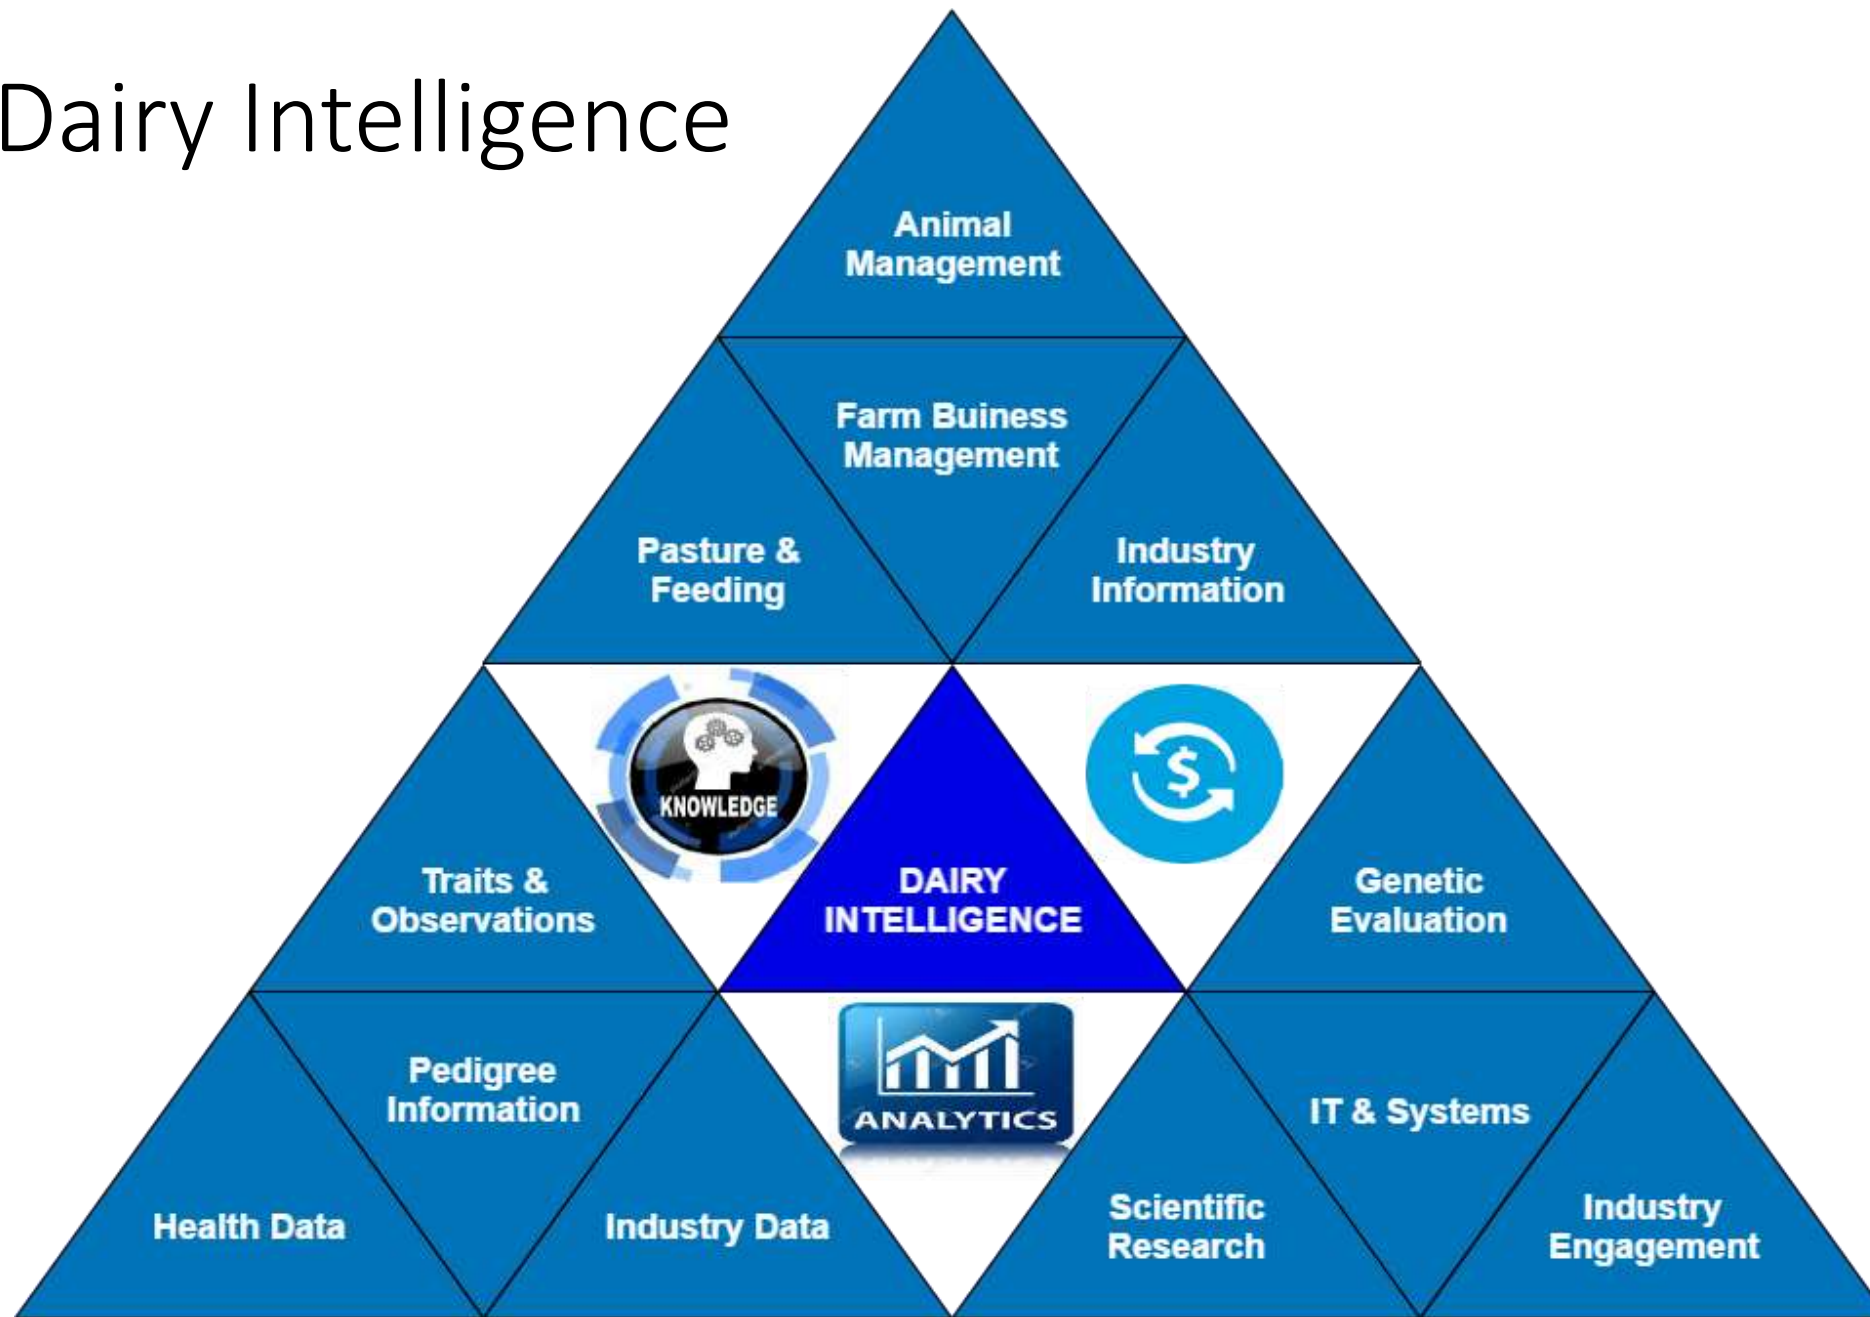 Dairy Intelligence
Animal
Management
Farm Buiness
Management
Pasture &
Feeding
Industry
Information
KNOWLEDGE
$
Traits &
Observations
DAIRY
INTELLIGENCE
Genetic
Evaluation
Pedigree
Information
ANALYTICS
IT & Systems
Health Data
Industry Data
Scientific
Research
Industry
Engagement